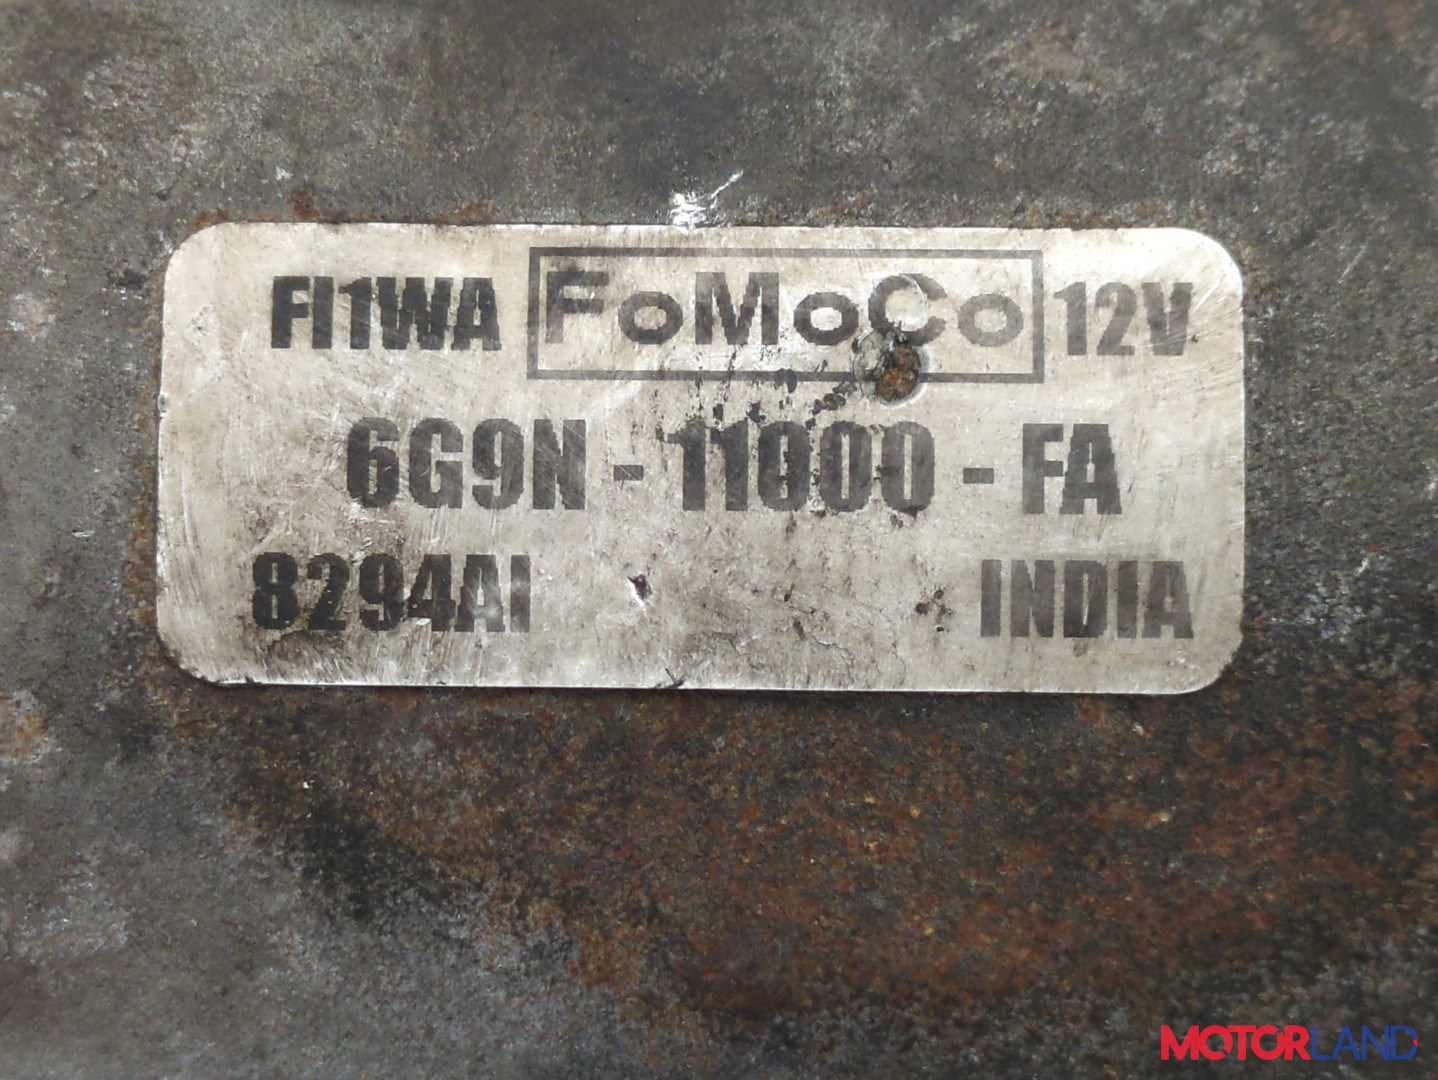 FI1WA FoMoCo 12V
6G9N - 11000 - FA
8294AI INDIA
MOTORLAND